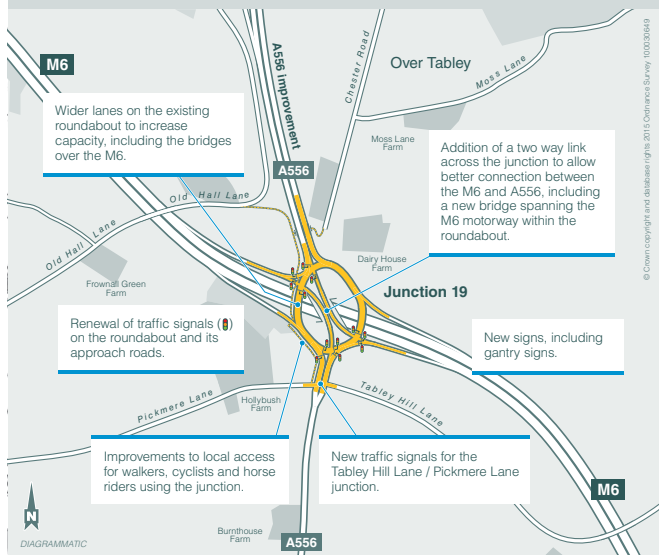 M6
A556 improvement
Chester Road
Over Tabley
Moss Lane
Wider lanes on the existing
roundabout to increase
capacity, including the bridges
over the M6.
Moss Lane
Farm
A556
Addition of a two way link
across the junction to allow
better connection between
the M6 and A556, including
a new bridge spanning the
M6 motorway within the
roundabout.
Old Hall Lane
Old Hall Lane
Dairy House
Farm
Frownall Green
Farm
Junction 19
Renewal of traffic signals ( )
on the roundabout and its
approach roads.
New signs, including
gantry signs.
Pickmere Lane
Hollybush
Farm
Tabley Hill Lane
Improvements to local access
for walkers, cyclists and horse
riders using the junction.
New traffic signals for the
Tabley Hill Lane / Pickmere Lane
junction.
M6
N
DIAGRAMMATIC
Burnthouse
Farm
A556
© Crown copyright and database rights 2015 Ordnance Survey 100030649